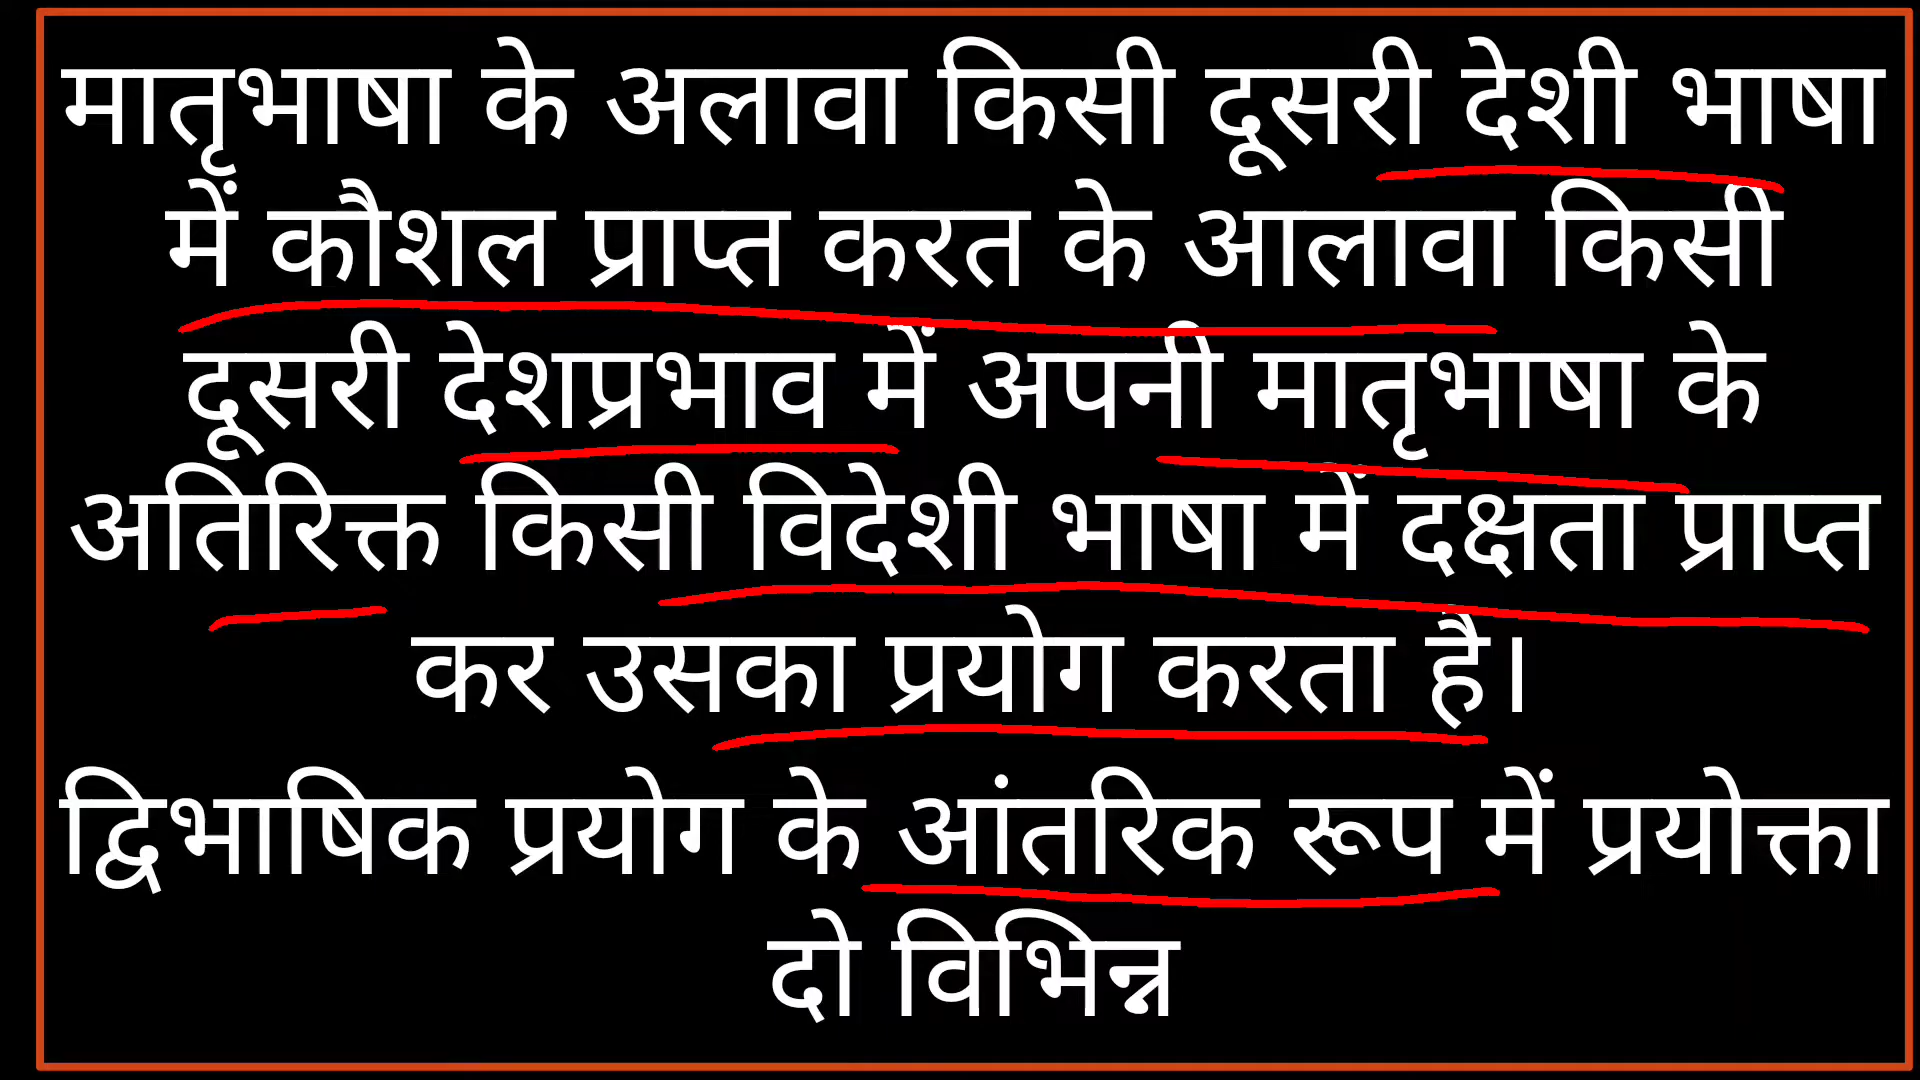 मातृभाषा के अलावा किसी दूसरी देशी भाषा
में कौशल प्राप्त करत के आलावा किसी
दूसरी देशप्रभाव में अपनी मातृभाषा के
अतिरिक्त किसी विदेशी भाषा में दक्षता प्राप्त
कर उसका प्रयोग करता है।
द्विभाषिक प्रयोग के आंतरिक रूप में प्रयोक्ता
दो विभिन्न